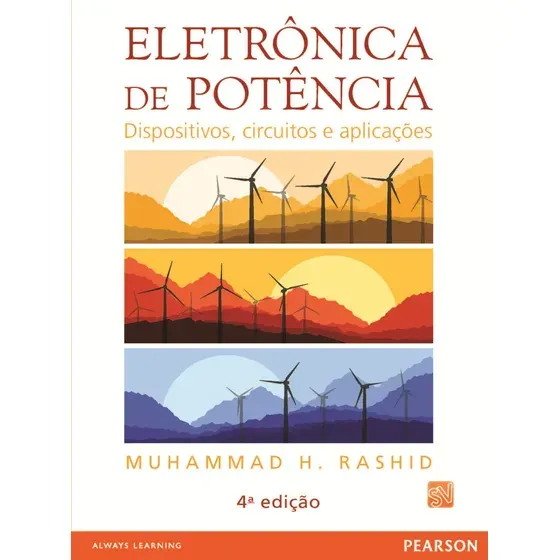 ELETRÔNICA
DE POTÊNCIA
Dispositivos, circuitos e aplicações
MUHAMMAD H. RASHID
4ª edição
SV
ALWAYS LEARNING
PEARSON